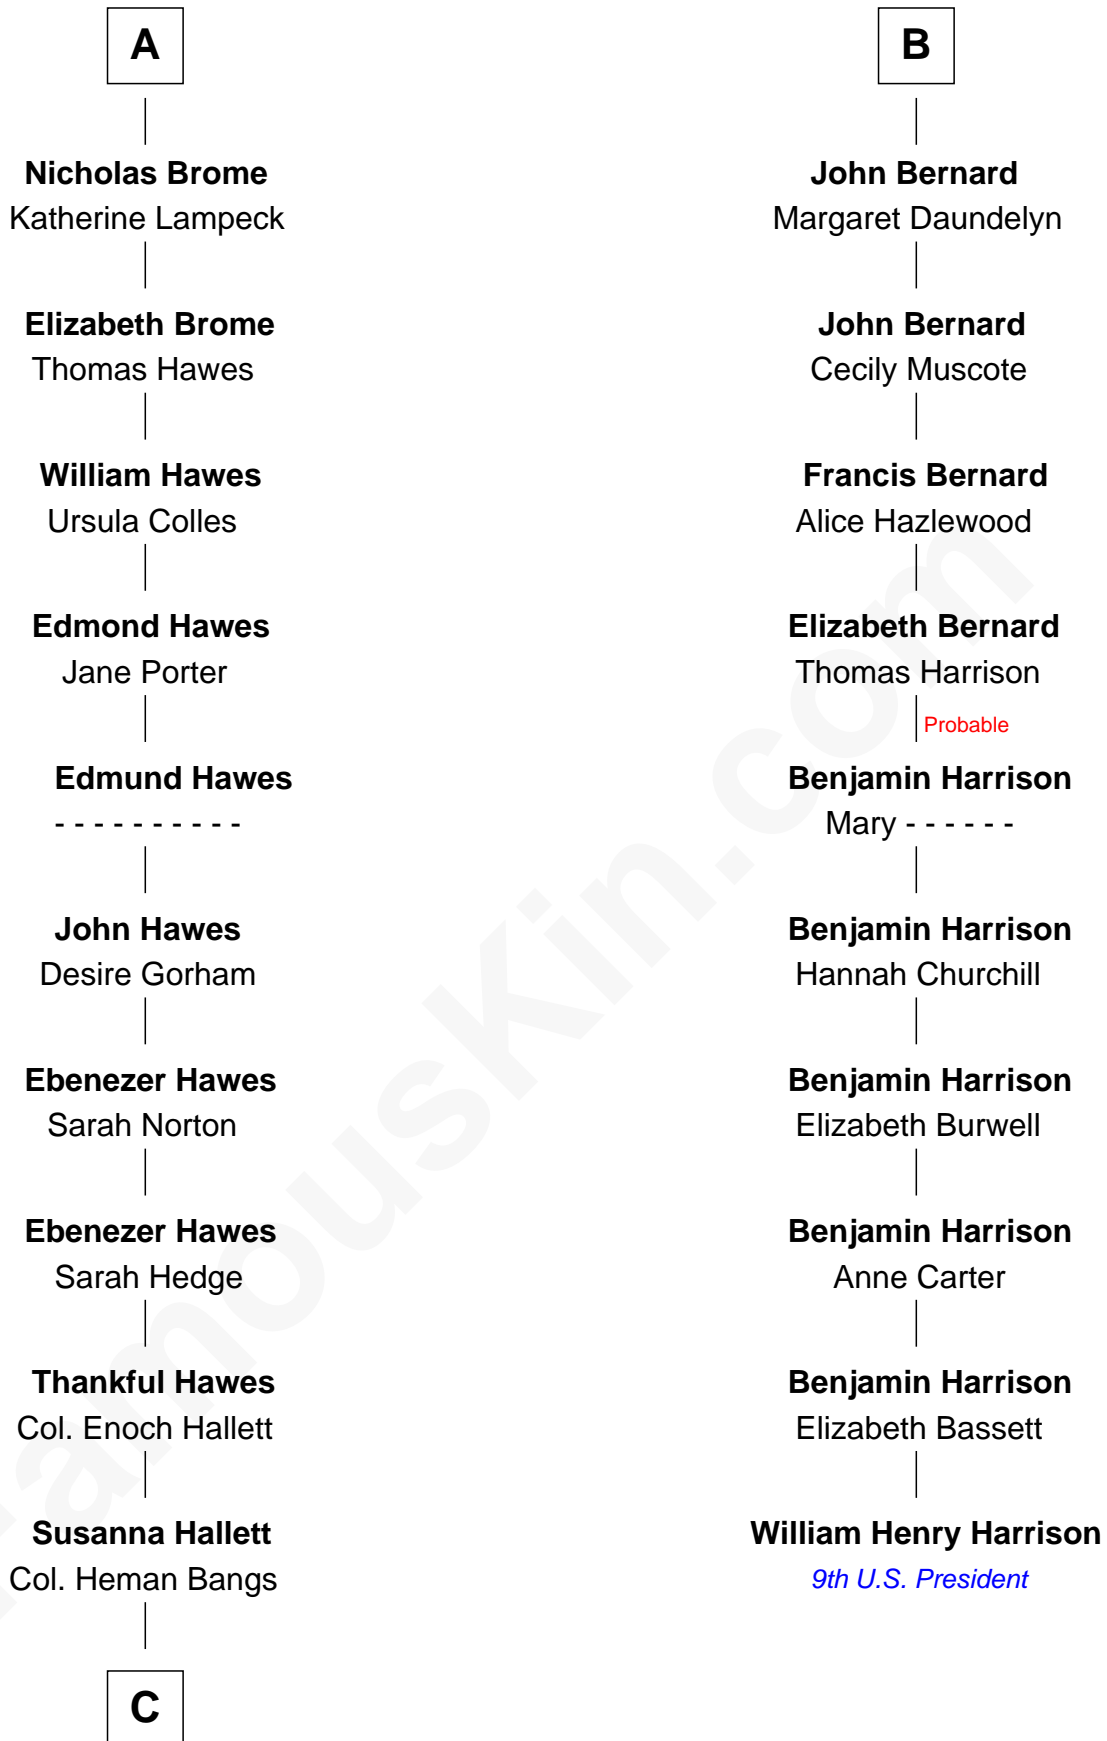 A
Nicholas Brome
Katherine Lampeck
Elizabeth Brome
Thomas Hawes
William Hawes
Ursula Colles
Edmond Hawes
Jane Porter
Edmund Hawes
- - - - - - - - - -
John Hawes
Desire Gorham
Ebenezer Hawes
Sarah Norton
Ebenezer Hawes
Sarah Hedge
Thankful Hawes
Col. Enoch Hallett
Susanna Hallett
Col. Heman Bangs
C
B
John Bernard
Margaret Daundelyn
John Bernard
Cecily Muscote
Francis Bernard
Alice Hazlewood
Elizabeth Bernard
Thomas Harrison
Probable
Benjamin Harrison
Mary - - - - - -
Benjamin Harrison
Hannah Churchill
Benjamin Harrison
Elizabeth Burwell
Benjamin Harrison
Anne Carter
Benjamin Harrison
Elizabeth Bassett
William Henry Harrison
9th U.S. President
FamousKin.com